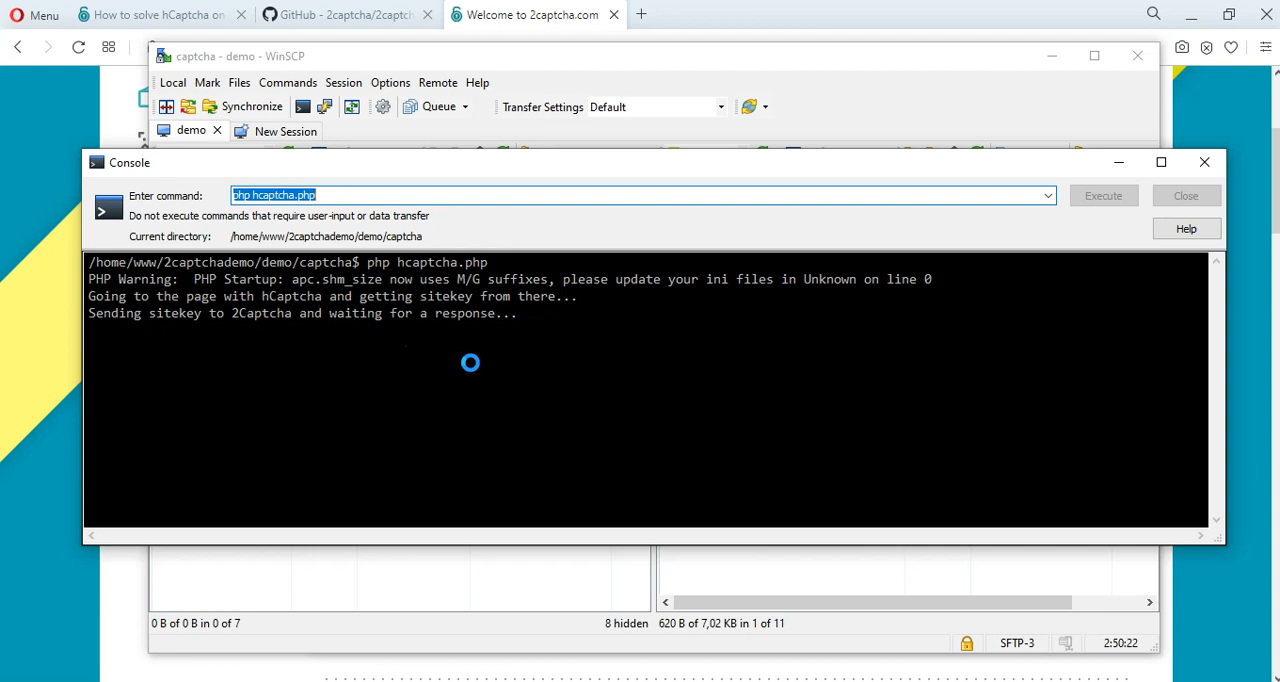 Menu
How to solve hCaptcha on
GitHub - 2captcha/2captch
Welcome to 2captcha.com
captcha - demo - WinSCP
Local Mark Files Commands Session Options Remote Help
Synchronize Queue Transfer Settings Default
demo New Session
Console
Enter command: php hcaptcha.php Execute Close
Do not execute commands that require user-input or data transfer
Help
Current directory: /home/www/2captchademo/demo/captcha
/home/www/2captchademo/demo/captcha$ php hcaptcha.php
PHP Warning:  PHP Startup: apc.shm_size now uses M/G suffixes, please update your ini files in Unknown on line 0
Going to the page with hCaptcha and getting sitekey from there...
Sending sitekey to 2Captcha and waiting for a response...
0 B of 0 B in 0 of 7 8 hidden 620 B of 7,02 KB in 1 of 11
SFTP-3 2:50:22